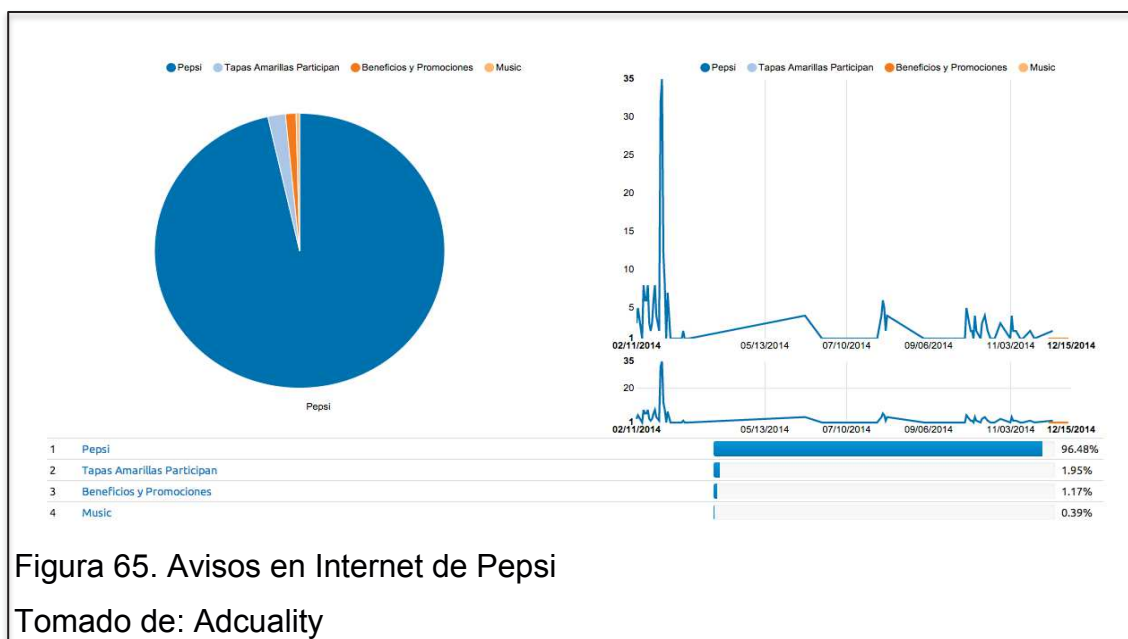 Pepsi Tapas Amarillas Participan Beneficios y Promociones Music
Pepsi
Pepsi Tapas Amarillas Participan Beneficios y Promociones Music
35
30
25
20
15
10
5
1
02/11/2014 05/13/2014 07/10/2014 09/06/2014 11/03/2014 12/15/2014
35
20
1
02/11/2014 05/13/2014 07/10/2014 09/06/2014 11/03/2014 12/15/2014
1 Pepsi 96.48%
2 Tapas Amarillas Participan 1.95%
3 Beneficios y Promociones 1.17%
4 Music 0.39%
Figura 65. Avisos en Internet de Pepsi
Tomado de: Adcuality